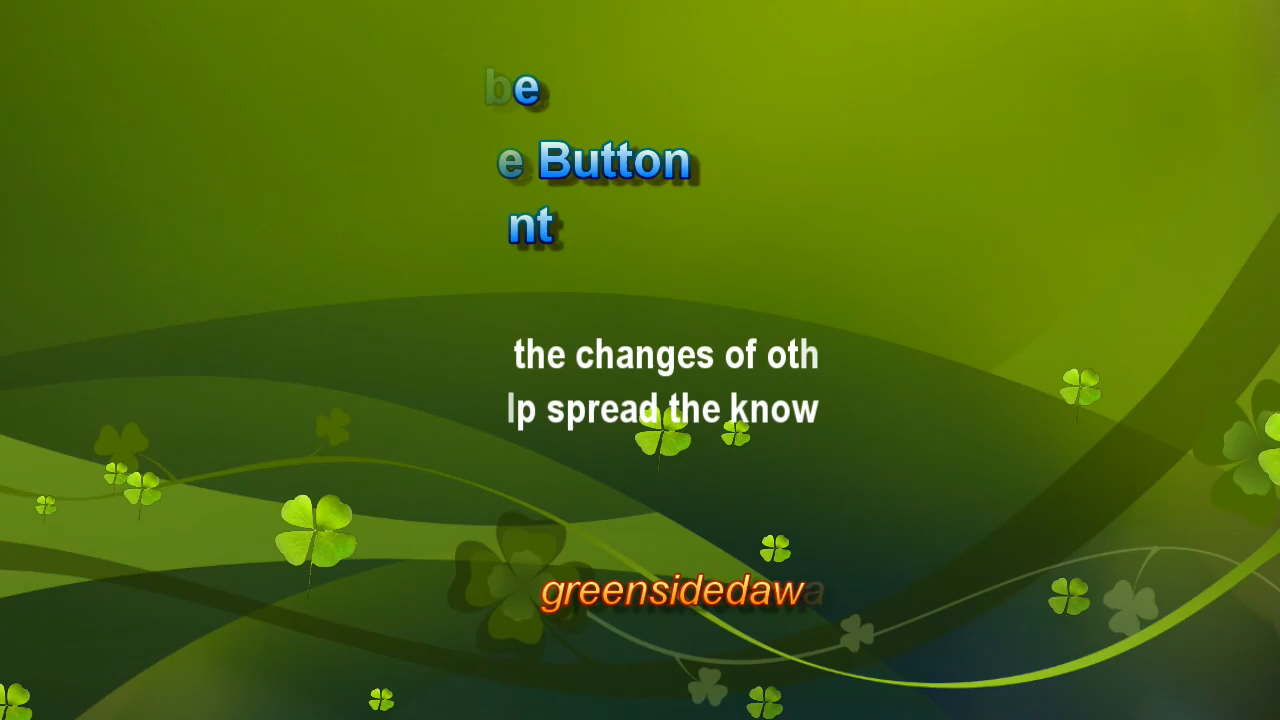 be
e Button
nt
the changes of oth
lp spread the know
greensidedawa